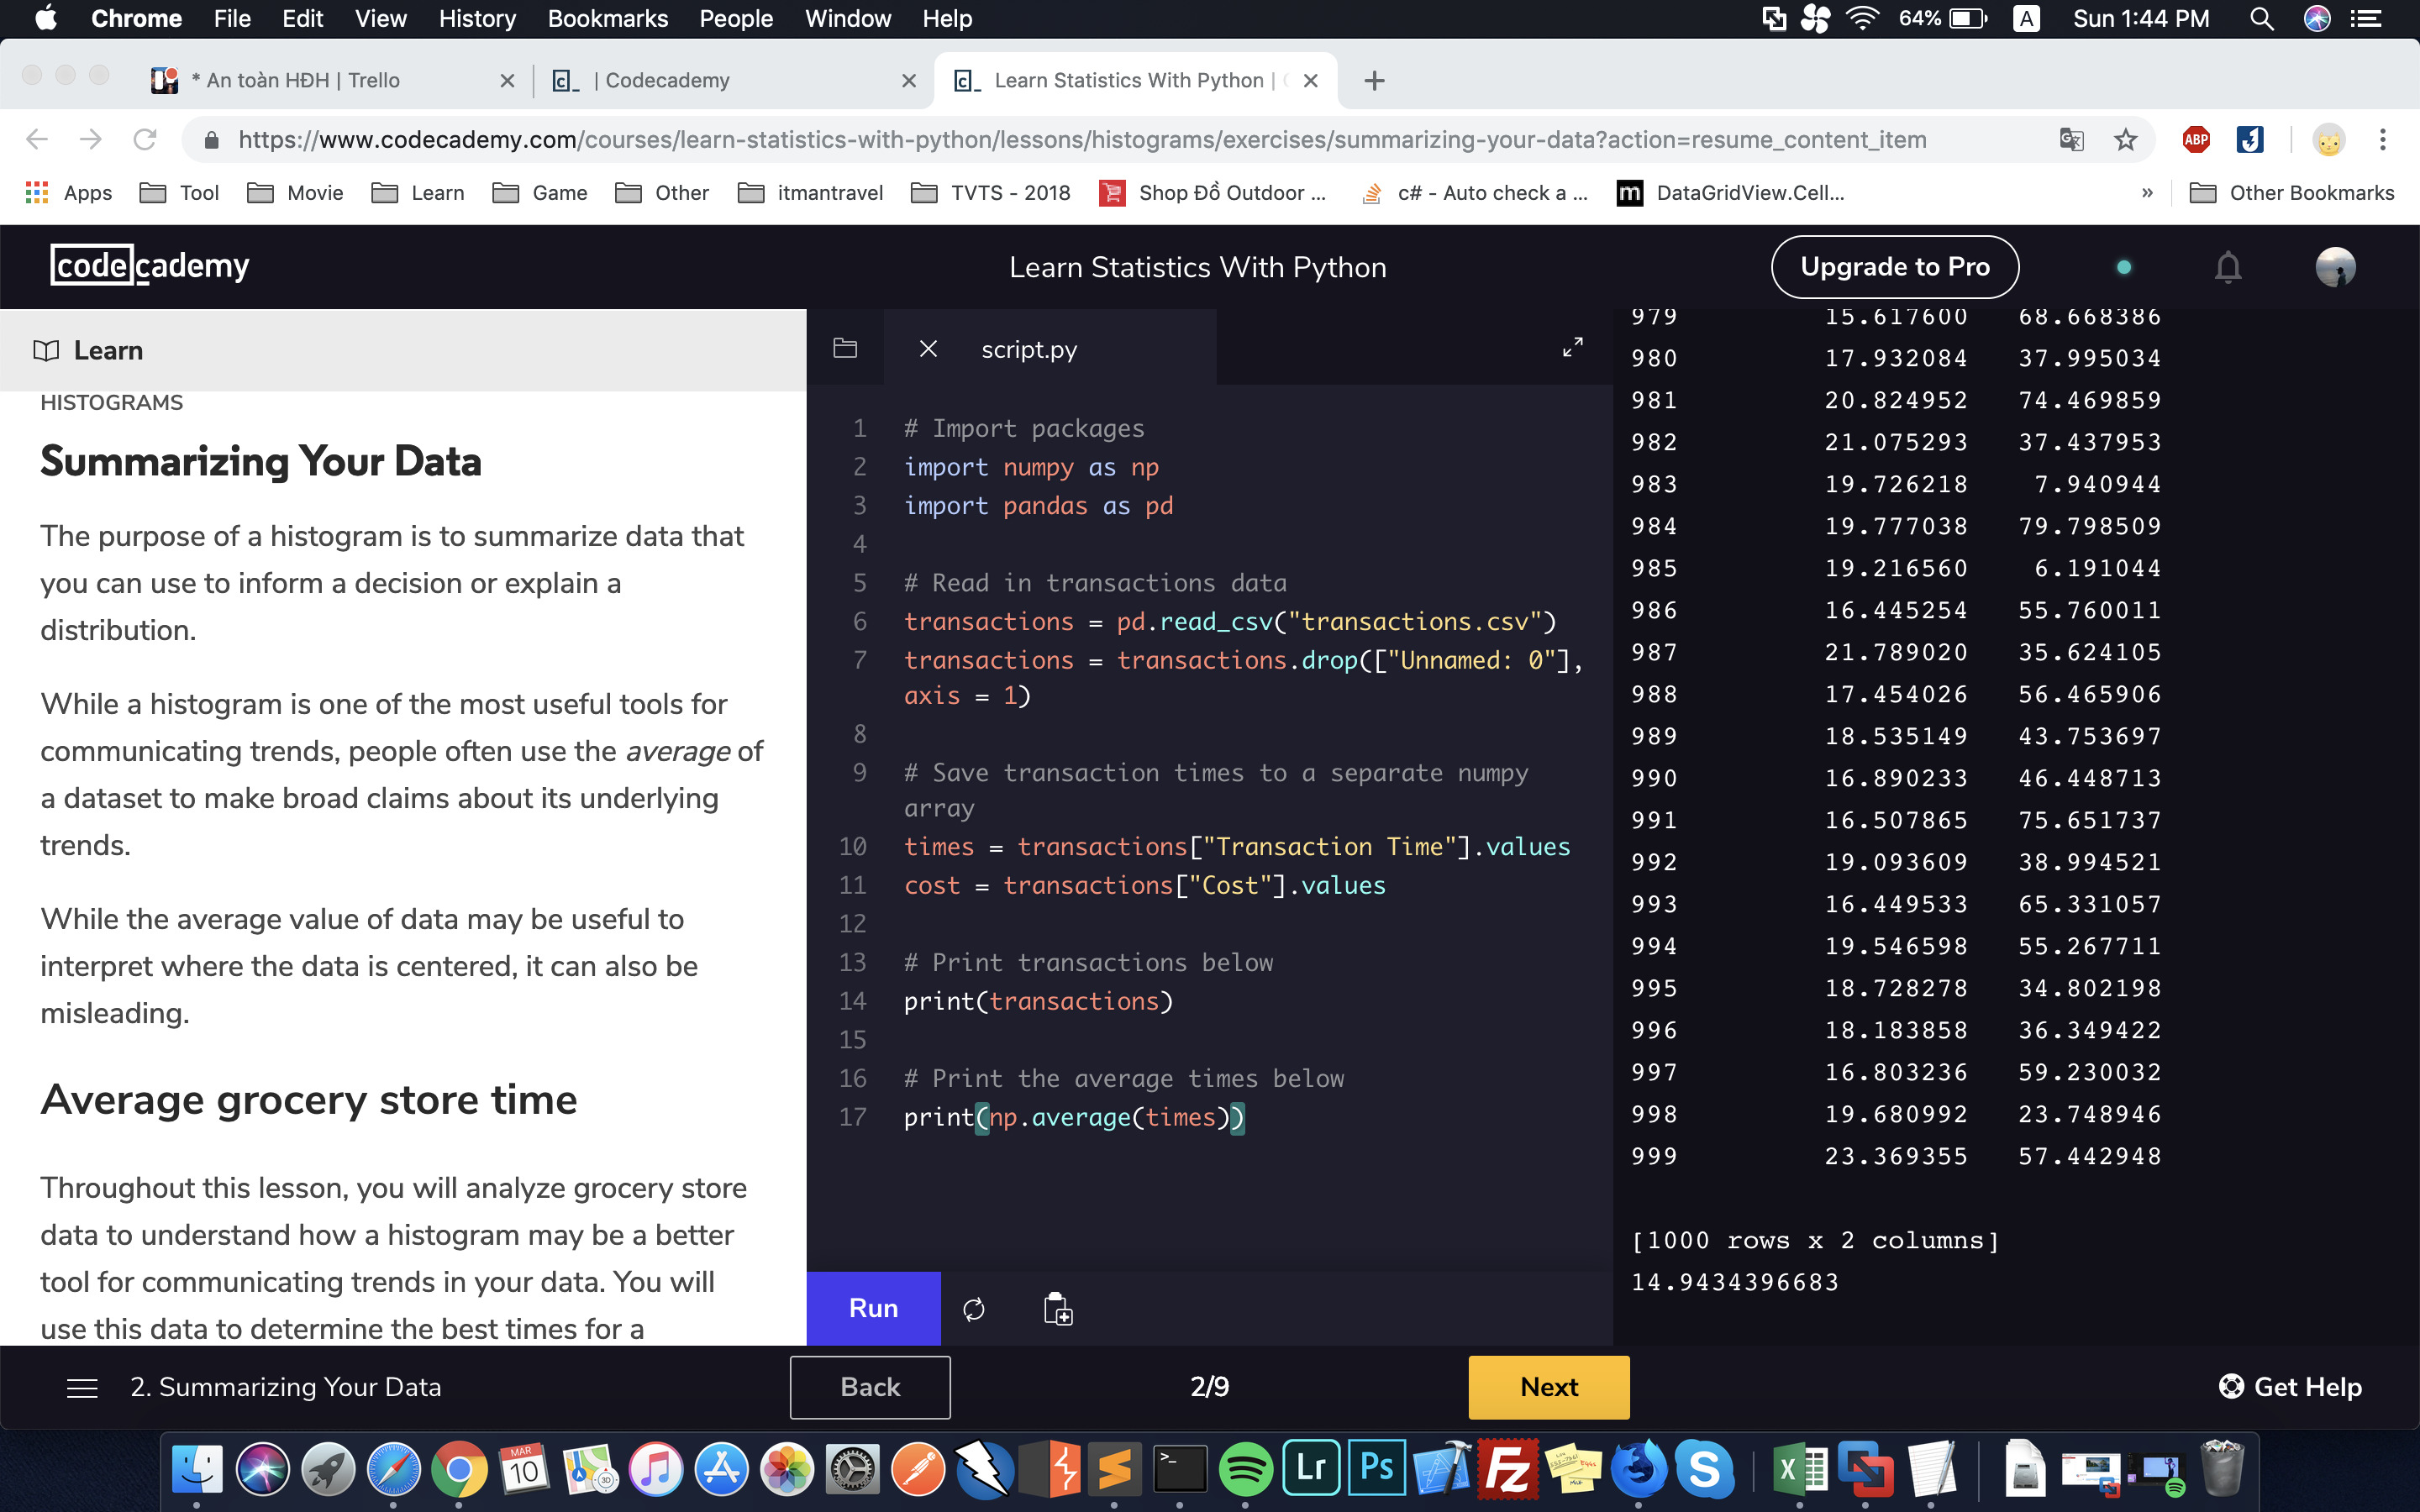 Chrome File Edit View History Bookmarks People Window Help 64% A Sun 1:44 PM
* An toàn HĐH | Trello
| Codecademy
Learn Statistics With Python |
https://www.codecademy.com/courses/learn-statistics-with-python/lessons/histograms/exercises/summarizing-your-data?action=resume_content_item
ABP
Apps Tool Movie Learn Game Other itmantravel TVTS - 2018 Shop Đồ Outdoor ... c# - Auto check a ... m DataGridView.Cell... » Other Bookmarks
codecademy
Learn Statistics With Python
Upgrade to Pro
Learn
HISTOGRAMS
Summarizing Your Data
The purpose of a histogram is to summarize data that
you can use to inform a decision or explain a
distribution.
While a histogram is one of the most useful tools for
communicating trends, people often use the average of
a dataset to make broad claims about its underlying
trends.
While the average value of data may be useful to
interpret where the data is centered, it can also be
misleading.
Average grocery store time
Throughout this lesson, you will analyze grocery store
data to understand how a histogram may be a better
tool for communicating trends in your data. You will
use this data to determine the best times for a
script.py
1 # Import packages
2 import numpy as np
3 import pandas as pd
4
5 # Read in transactions data
6 transactions = pd.read_csv("transactions.csv")
7 transactions = transactions.drop(["Unnamed: 0"],
axis = 1)
8
9 # Save transaction times to a separate numpy
array
10 times = transactions["Transaction Time"].values
11 cost = transactions["Cost"].values
12
13 # Print transactions below
14 print(transactions)
15
16 # Print the average times below
17 print(np.average(times))
Run
979 15.617600 68.668386
980 17.932084 37.995034
981 20.824952 74.469859
982 21.075293 37.437953
983 19.726218 7.940944
984 19.777038 79.798509
985 19.216560 6.191044
986 16.445254 55.760011
987 21.789020 35.624105
988 17.454026 56.465906
989 18.535149 43.753697
990 16.890233 46.448713
991 16.507865 75.651737
992 19.093609 38.994521
993 16.449533 65.331057
994 19.546598 55.267711
995 18.728278 34.802198
996 18.183858 36.349422
997 16.803236 59.230032
998 19.680992 23.748946
999 23.369355 57.442948
[1000 rows x 2 columns]
14.9434396683
2. Summarizing Your Data
Back
2/9
Next
Get Help
MAR
10
3D
>_
Lr
Ps
Fz
S
X